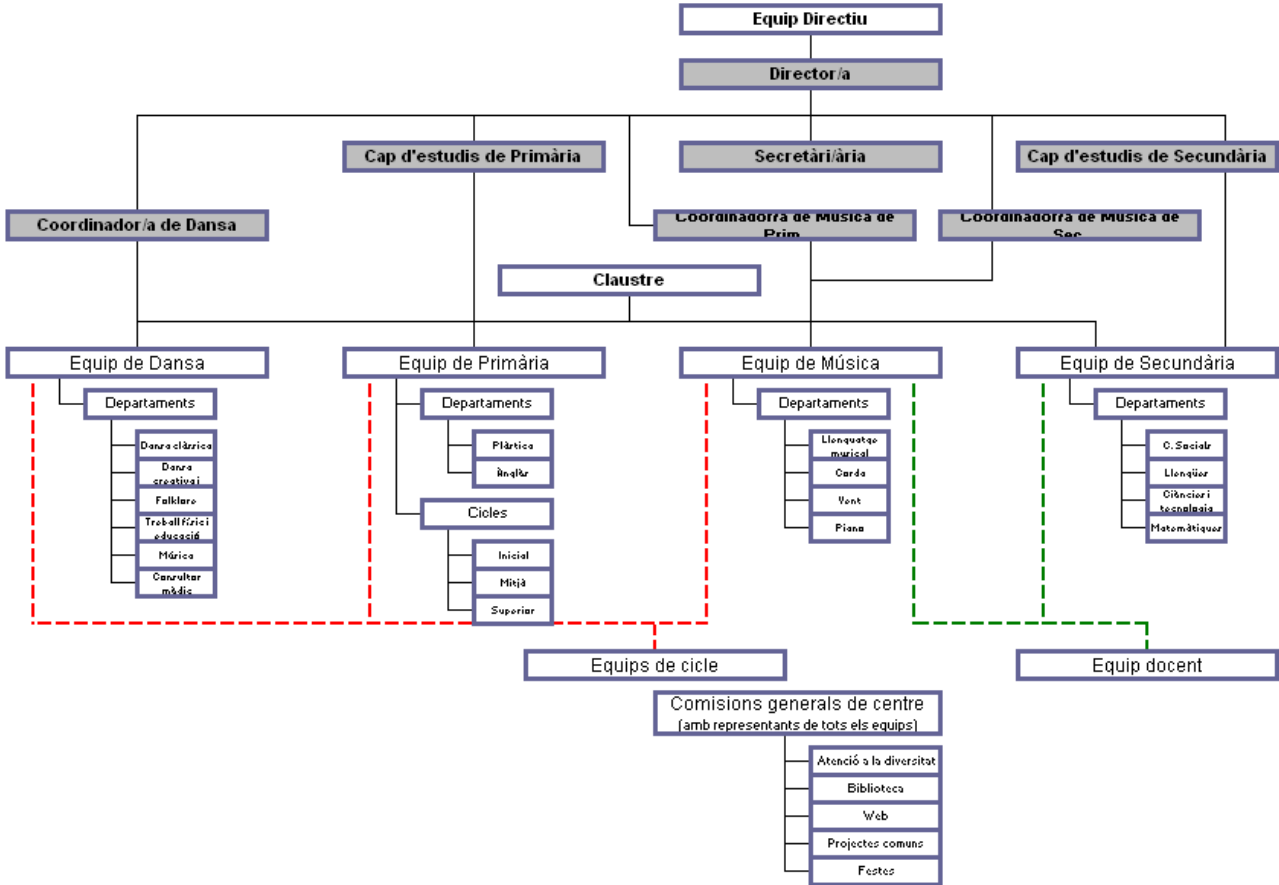 Equip Directiu
Director/a
Cap d'estudis de Primària
Secretàri/ària
Cap d'estudis de Secundària
Coordinador/a de Dansa
Coordinador/a de Música de
Prim
Coordinador/a de Música de
Sec
Claustre
Equip de Dansa
Equip de Primària
Equip de Música
Equip de Secundària
Departaments
Departaments
Departaments
Departaments
Dansa clàssica
Dansa
creativa i
Folklore
Treball físic i
educació
Música
Consultor
mèdic
Plàstica
Anglès
Cicles
Inicial
Mitjà
Superior
Llenguatge
musical
Corda
Vent
Piano
C. Socials
Llengües
Ciències i
tecnologia
Matemàtiques
Equips de cicle
Equip docent
Comisions generals de centre
(amb representants de tots els equips)
Atenció a la diversitat
Biblioteca
Web
Projectes comuns
Festes